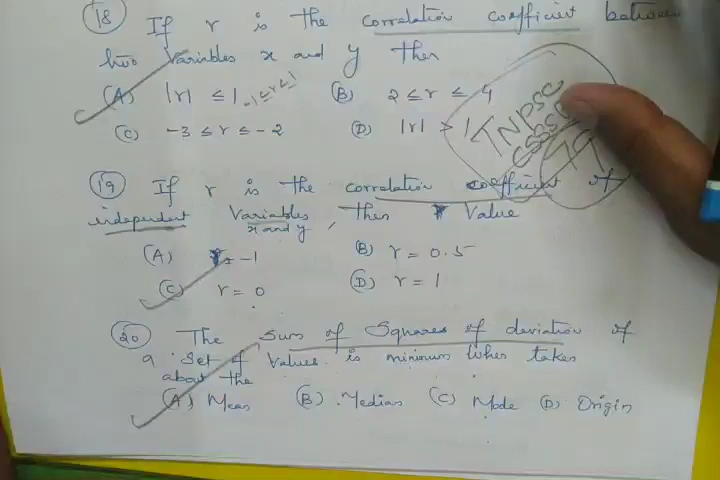 18 If r is the correlation coefficient between
two variables x and y then
(A) |r| ≤ 1 -1≤r≤1 (B) 2 ≤ r ≤ 4
(C) -3 ≤ r ≤ -2 (D) |r| > 1
TNPSC
19 If r is the correlation coefficient of
independent variables, then r value
x and y
(A) r = -1 (B) r = 0.5
(C) r = 0 (D) r = 1
20 The Sum of Squares of deviation of
a set of values is minimum when taken
about the
(A) Mean (B) Median (C) Mode (D) Origin